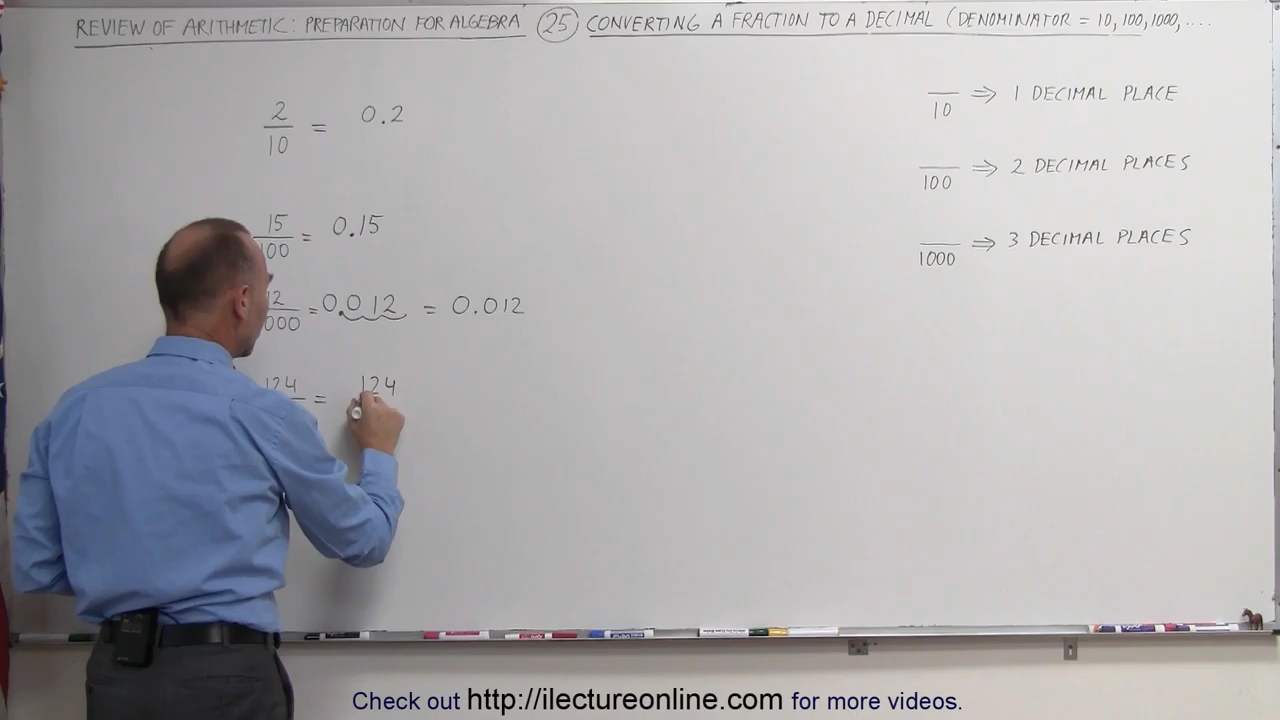 REVIEW OF ARITHMETIC: PREPARATION FOR ALGEBRA (25) CONVERTING A FRACTION TO A DECIMAL (DENOMINATOR = 10, 100, 1000, ....
2/10 = 0.2
15/100 = 0.15
12/000 = 0.012 = 0.012
124 = 124
/10 ⇒ 1 DECIMAL PLACE
/100 ⇒ 2 DECIMAL PLACES
/1000 ⇒ 3 DECIMAL PLACES
Check out http://ilectureonline.com for more videos.